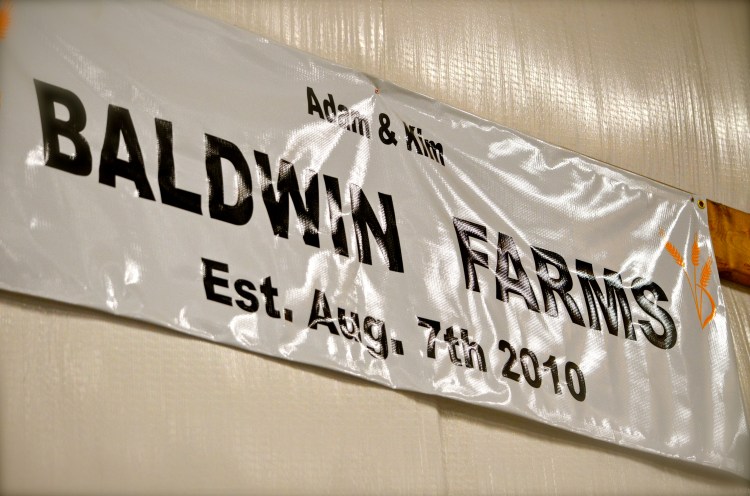 Adam & Kim
BALDWIN FARMS
Est. Aug. 7th 2010